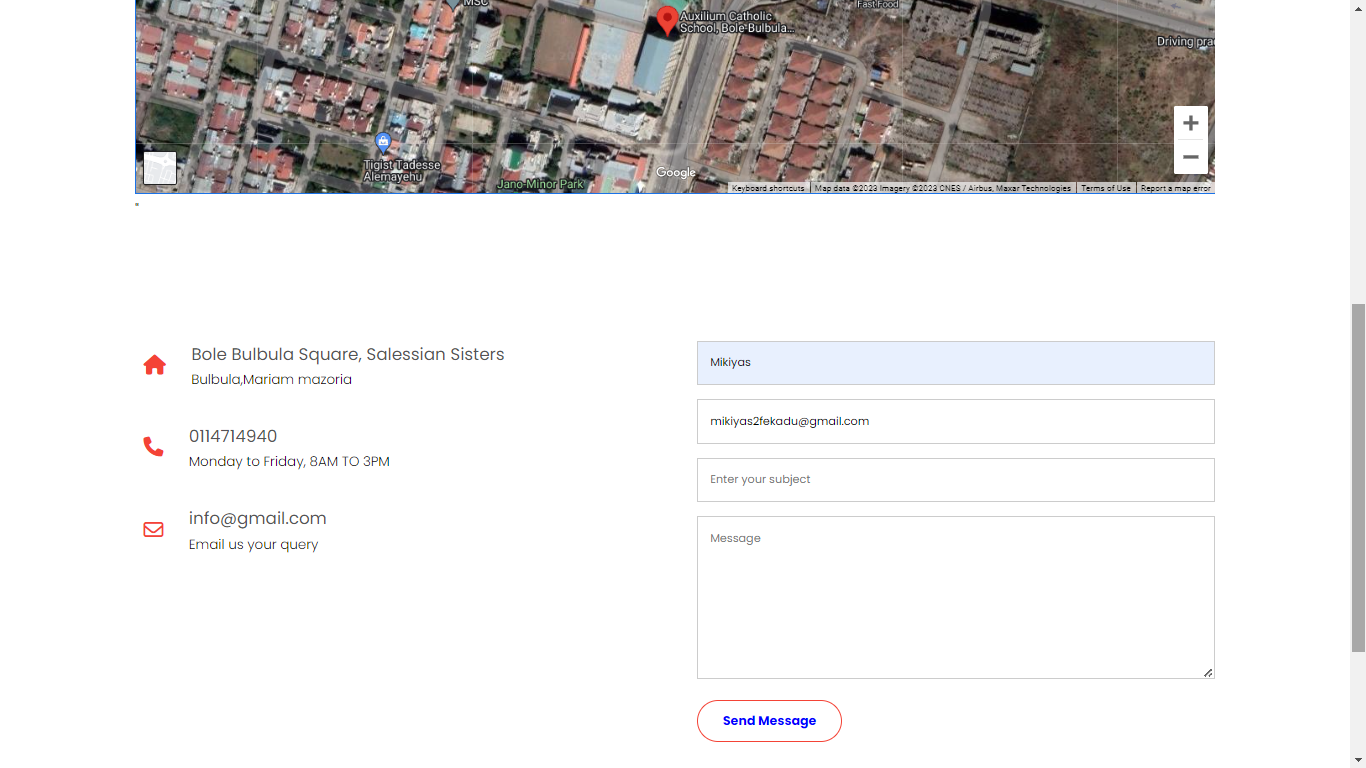 MSC
Fast Food
Auxilium Catholic
School, Bole-Bulbula...
Driving prac
Tigist Tadesse
Alemayehu
Jano-Minor Park
Google
Keyboard shortcuts
Map data ©2023 Imagery ©2023 CNES / Airbus, Maxar Technologies
Terms of Use
Report a map error
Bole Bulbula Square, Salessian Sisters
Bulbula,Mariam mazoria
0114714940
Monday to Friday, 8AM TO 3PM
info@gmail.com
Email us your query
Mikiyas
mikiyas2fekadu@gmail.com
Enter your subject
Message
Send Message